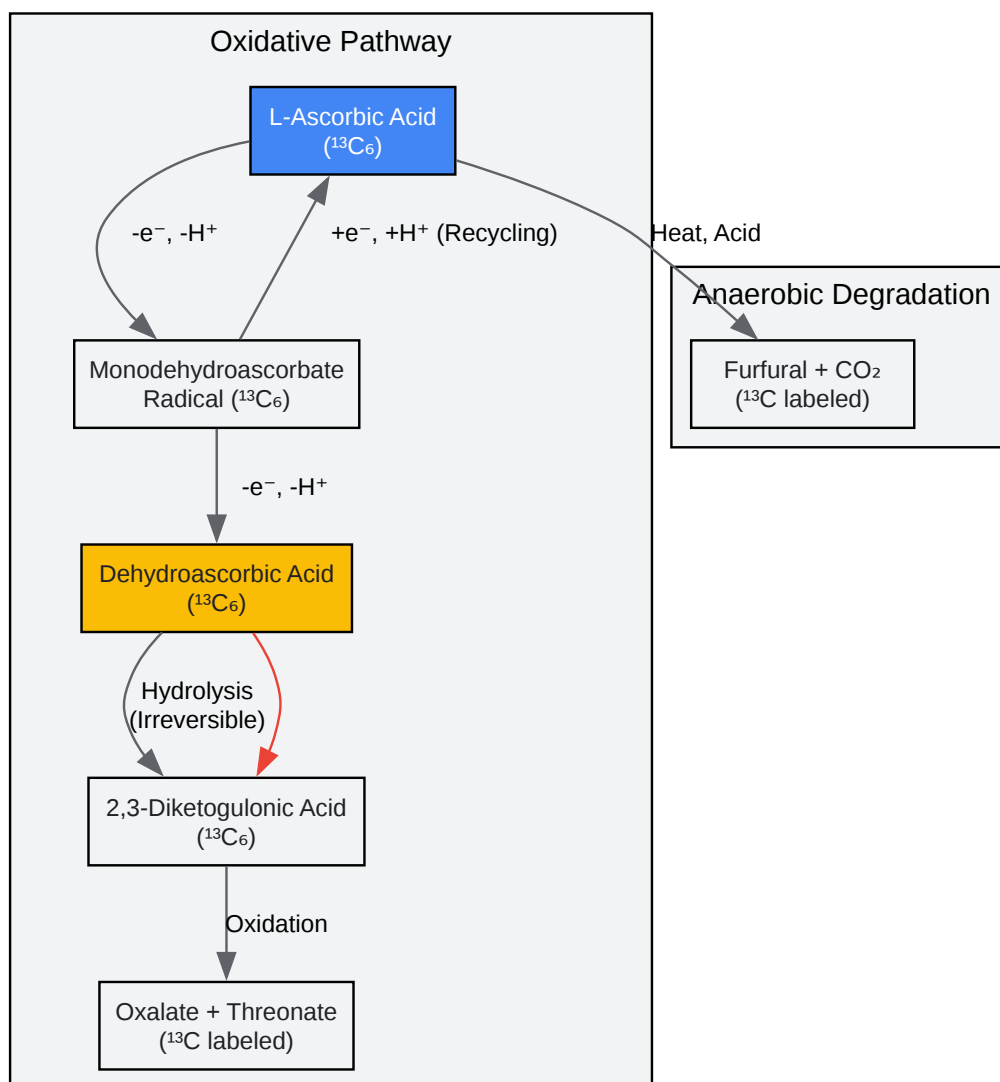 Oxidative Pathway
L-Ascorbic Acid
(¹³C₆)
-e⁻, -H⁺
+e⁻, +H⁺ (Recycling)
Heat, Acid
Anaerobic Degradation
Monodehydroascorbate
Radical (¹³C₆)
Furfural + CO₂
(¹³C labeled)
-e⁻, -H⁺
Dehydroascorbic Acid
(¹³C₆)
Hydrolysis
(Irreversible)
2,3-Diketogulonic Acid
(¹³C₆)
Oxidation
Oxalate + Threonate
(¹³C labeled)